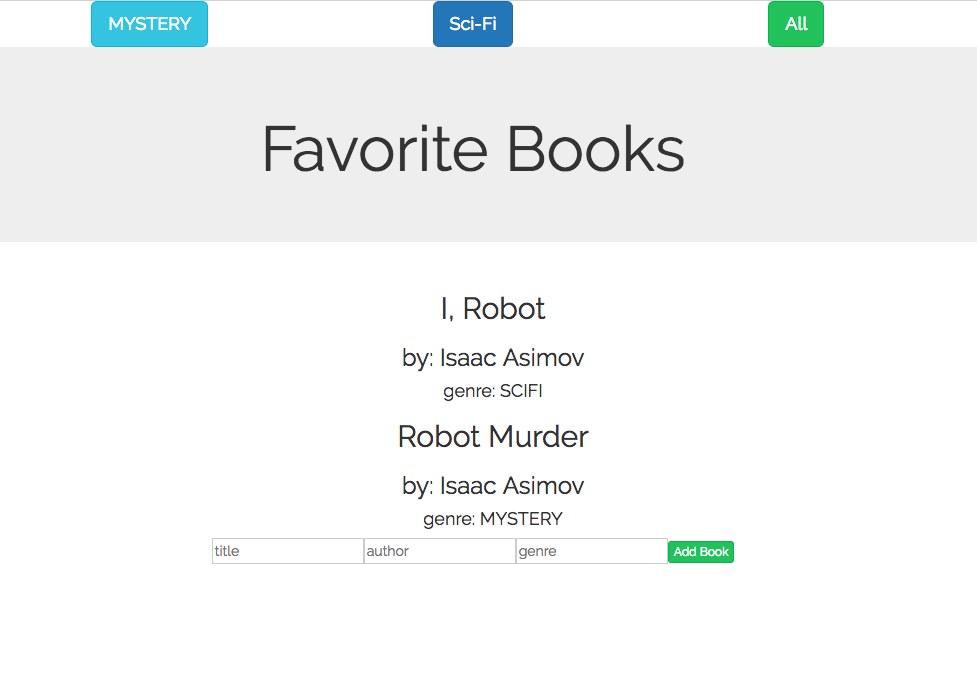 MYSTERY Sci-Fi All
Favorite Books
I, Robot
by: Isaac Asimov
genre: SCIFI
Robot Murder
by: Isaac Asimov
genre: MYSTERY
title author genre Add Book